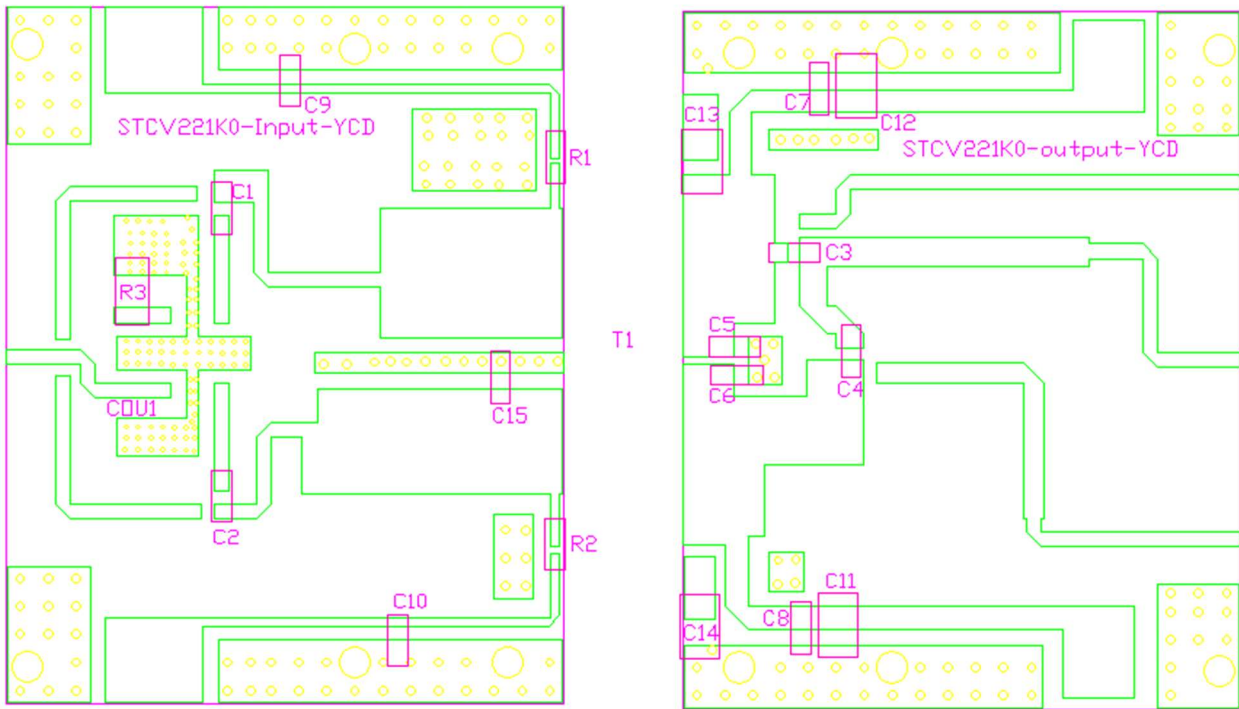 C9
STCV221K0-Input-YCD
R1
C1
R3
COU1
C15
C2
R2
C10
T1
C7
C13
C12
STCV221K0-output-YCD
C3
C5
C4
C6
C11
C8
C14